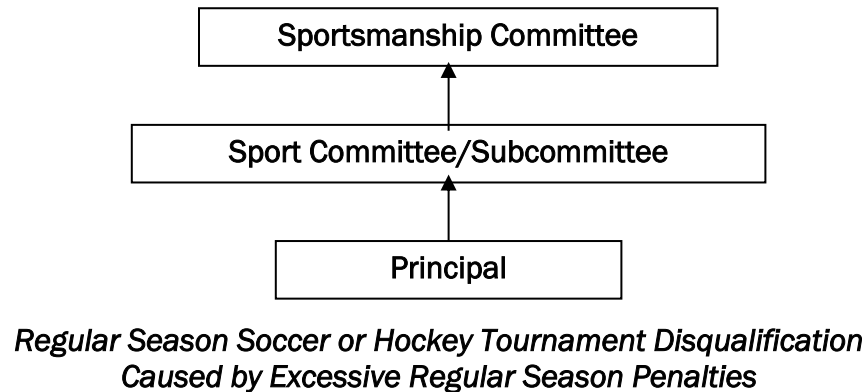 Sportsmanship Committee
Sport Committee/Subcommittee
Principal
Regular Season Soccer or Hockey Tournament Disqualification
Caused by Excessive Regular Season Penalties